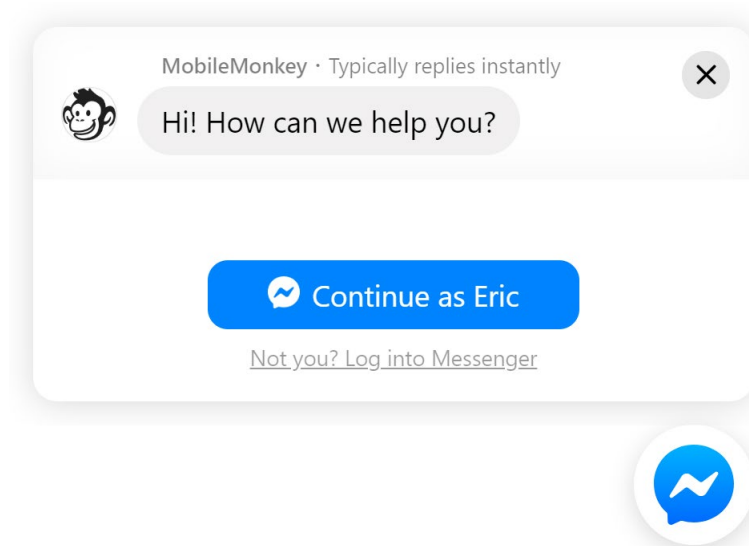 MobileMonkey · Typically replies instantly
Hi! How can we help you?
Continue as Eric
Not you? Log into Messenger